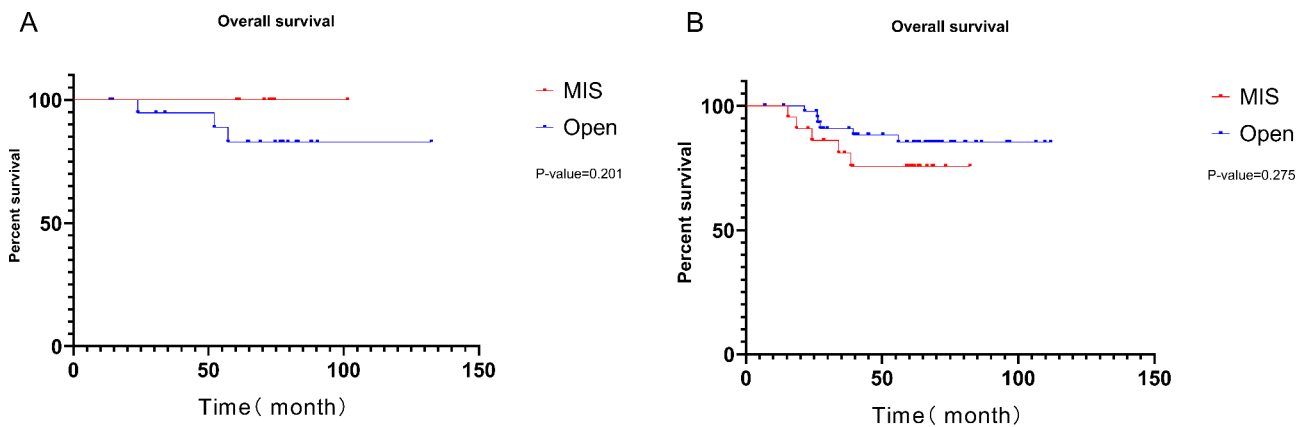 A
Overall survival
Percent survival
100
50
0
0 50 100 150
Time( month)
MIS
Open
P-value=0.201
B
Overall survival
Percent survival
100
50
0
0 50 100 150
Time( month)
MIS
Open
P-value=0.275